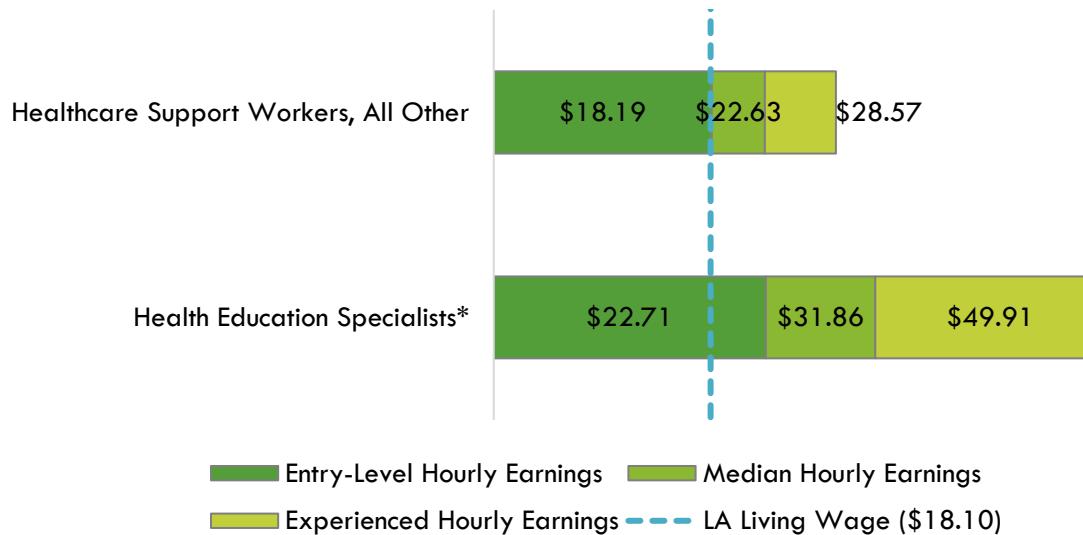 Healthcare Support Workers, All Other $18.19 $22.63 $28.57
Health Education Specialists* $22.71 $31.86 $49.91
Entry-Level Hourly Earnings Median Hourly Earnings
Experienced Hourly Earnings LA Living Wage ($18.10)